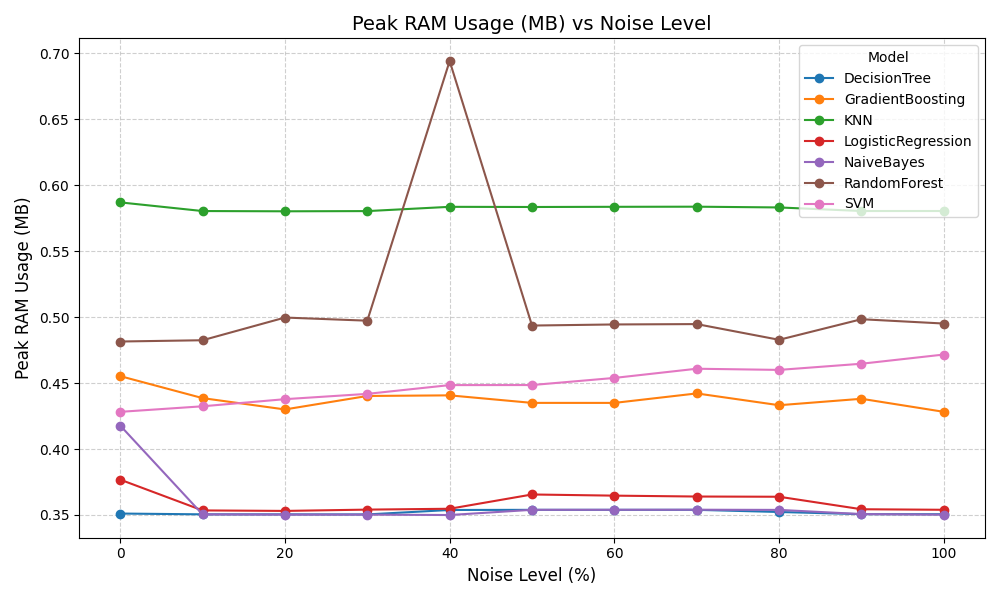 Peak RAM Usage (MB) vs Noise Level
Peak RAM Usage (MB)
0.70
0.65
0.60
0.55
0.50
0.45
0.40
0.35
Model
DecisionTree
GradientBoosting
KNN
LogisticRegression
NaiveBayes
RandomForest
SVM
0 20 40 60 80 100
Noise Level (%)